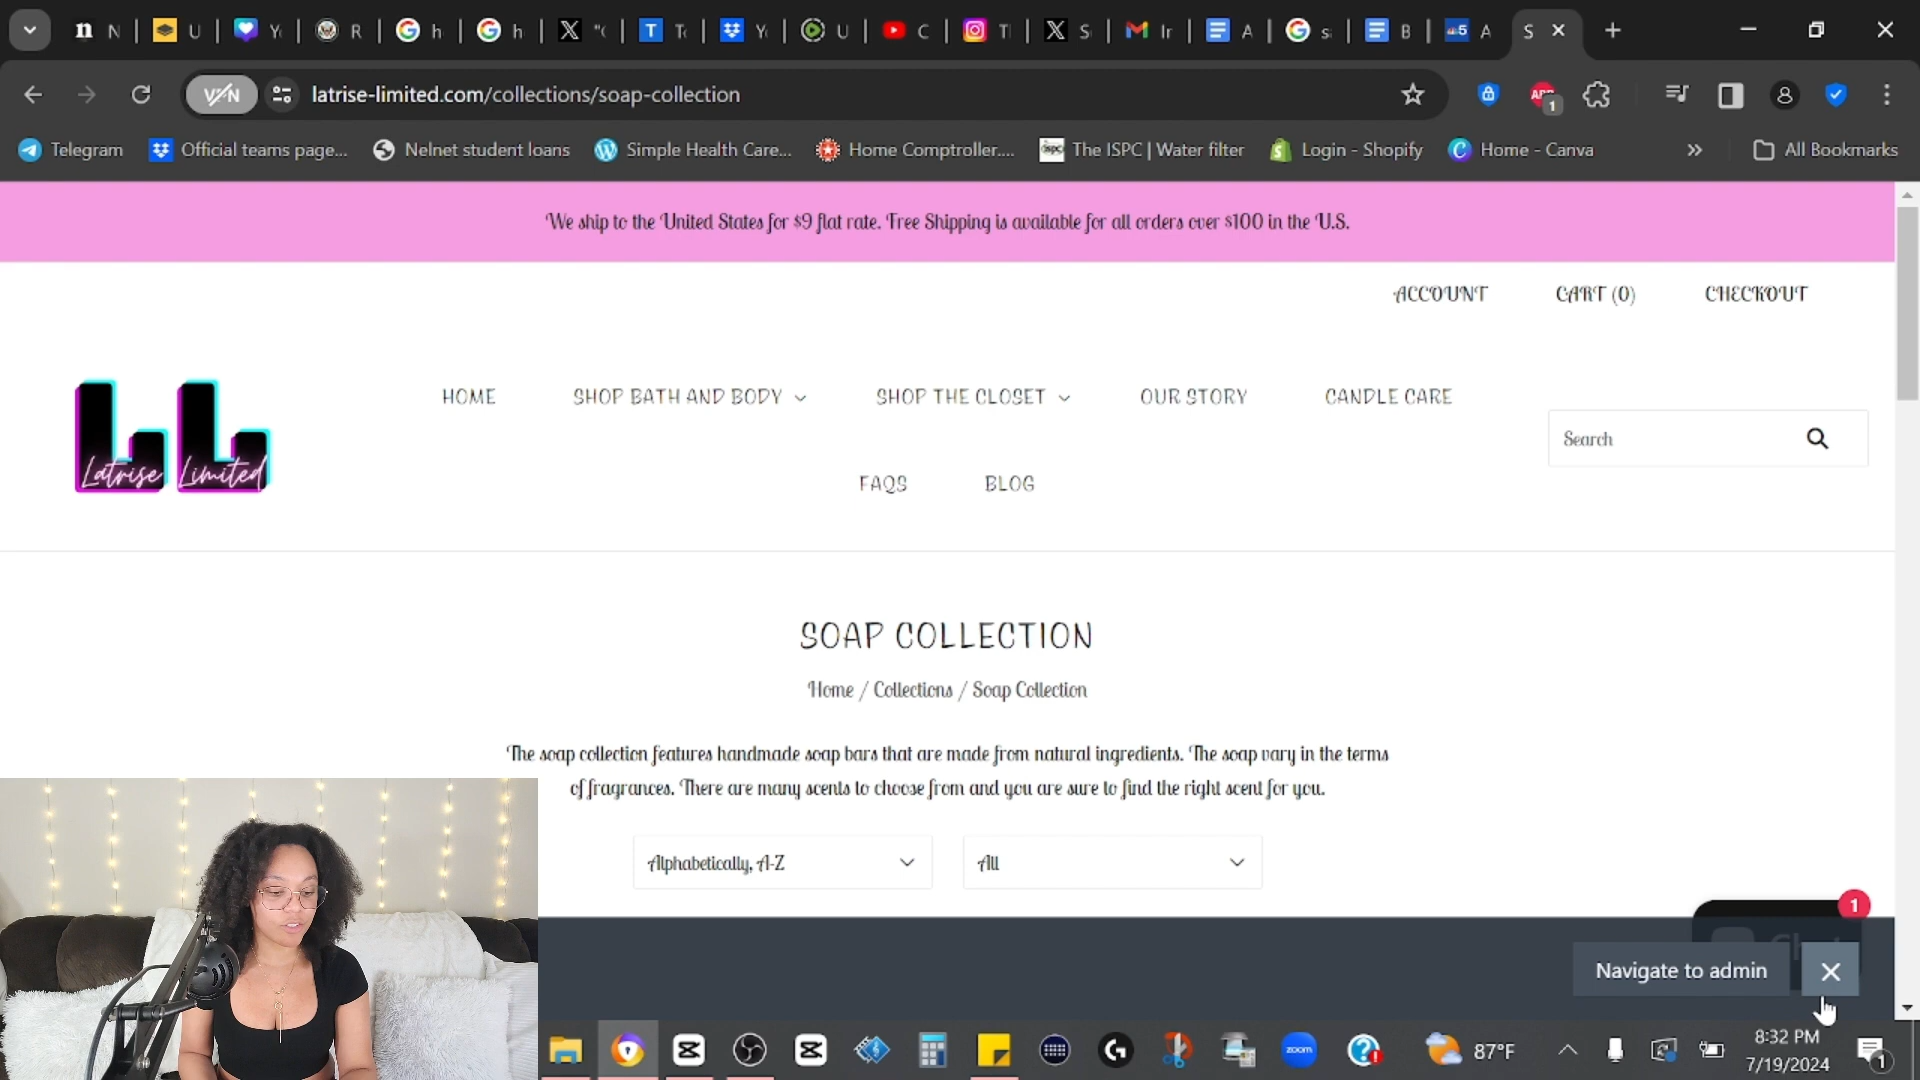 N
U
Y
R
h
h
"(
T
Y
U
C
T
S
Ir
A
s
B
A
S
VPN
latrise-limited.com/collections/soap-collection
1
Telegram
Official teams page...
Nelnet student loans
Simple Health Care...
Home Comptroller....
The ISPC | Water filter
Login - Shopify
Home - Canva
All Bookmarks
We ship to the United States for $9 flat rate. Free Shipping is available for all orders over $100 in the U.S.
ACCOUNT
CART (0)
CHECKOUT
Latrise Limited
HOME
SHOP BATH AND BODY
SHOP THE CLOSET
OUR STORY
CANDLE CARE
Search
FAQS
BLOG
SOAP COLLECTION
Home / Collections / Soap Collection
The soap collection features handmade soap bars that are made from natural ingredients. The soap vary in the terms
of fragrances. There are many scents to choose from and you are sure to find the right scent for you.
Alphabetically, A-Z
All
1
Navigate to admin
zoom
87°F
8:32 PM
7/19/2024
1